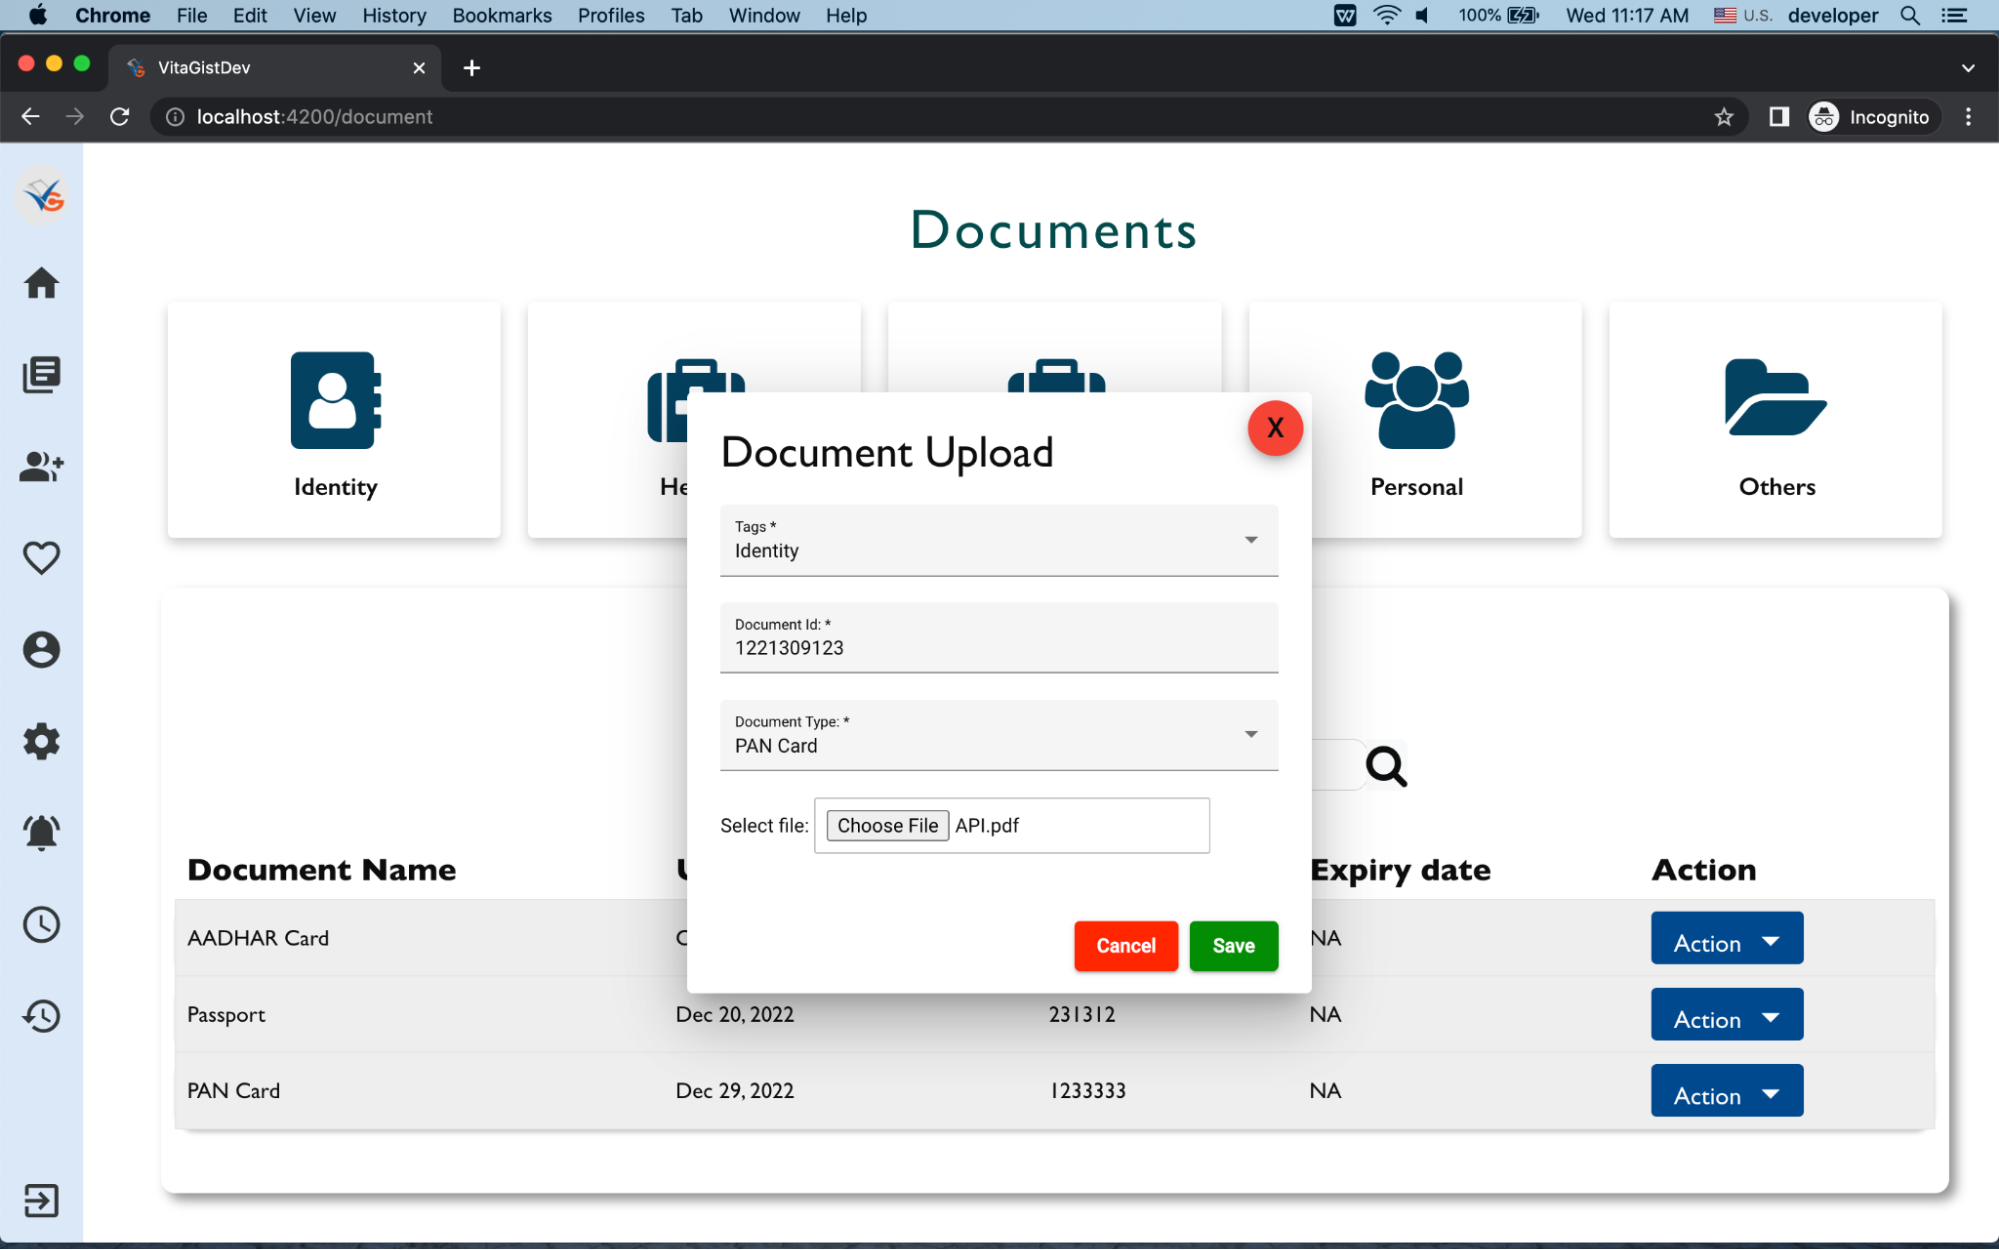 Chrome File Edit View History Bookmarks Profiles Tab Window Help 100% Wed 11:17 AM U.S. developer
VitaGistDev
localhost:4200/document Incognito
Documents
Identity
Personal
Others
Document Upload X
Tags *
Identity
Document Id: *
1221309123
Document Type: *
PAN Card
Select file: Choose File API.pdf
Cancel Save
Document Name Expiry date Action
AADHAR Card NA Action
Passport Dec 20, 2022 231312 NA Action
PAN Card Dec 29, 2022 1233333 NA Action